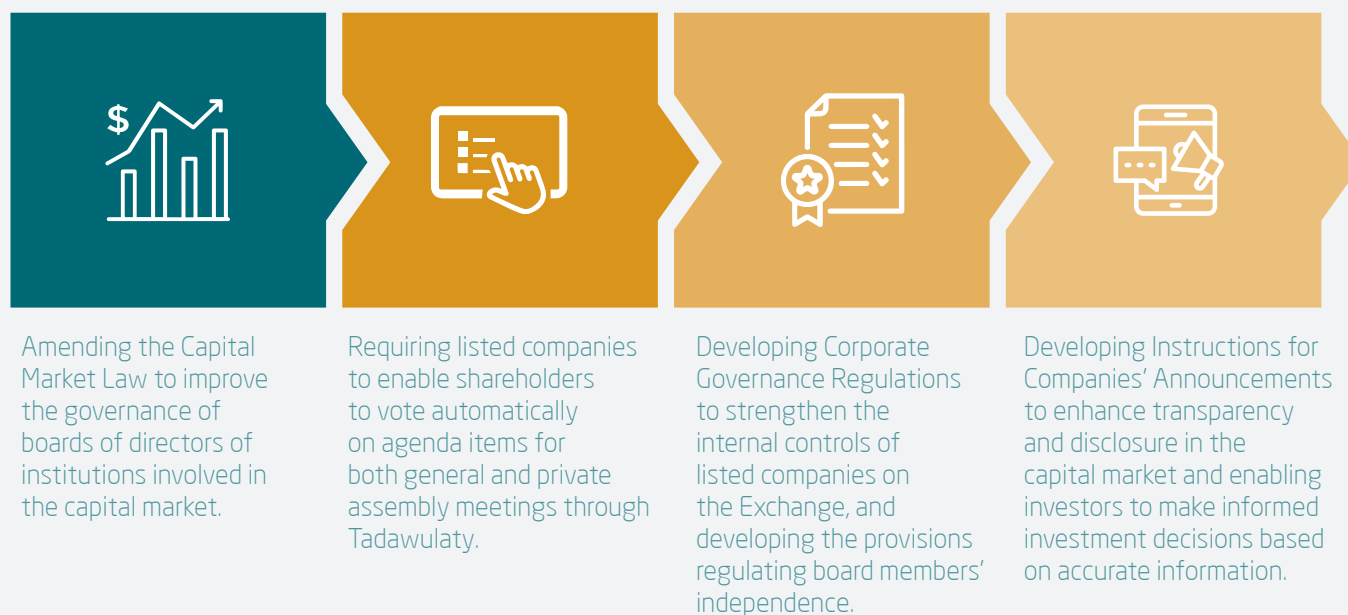 $
Amending the Capital
Market Law to improve
the governance of
boards of directors of
institutions involved in
the capital market.
Requiring listed companies
to enable shareholders
to vote automatically
on agenda items for
both general and private
assembly meetings through
Tadawulaty.
Developing Corporate
Governance Regulations
to strengthen the
internal controls of
listed companies on
the Exchange, and
developing the provisions
regulating board members’
independence.
Developing Instructions for
Companies’ Announcements
to enhance transparency
and disclosure in the
capital market and enabling
investors to make informed
investment decisions based
on accurate information.